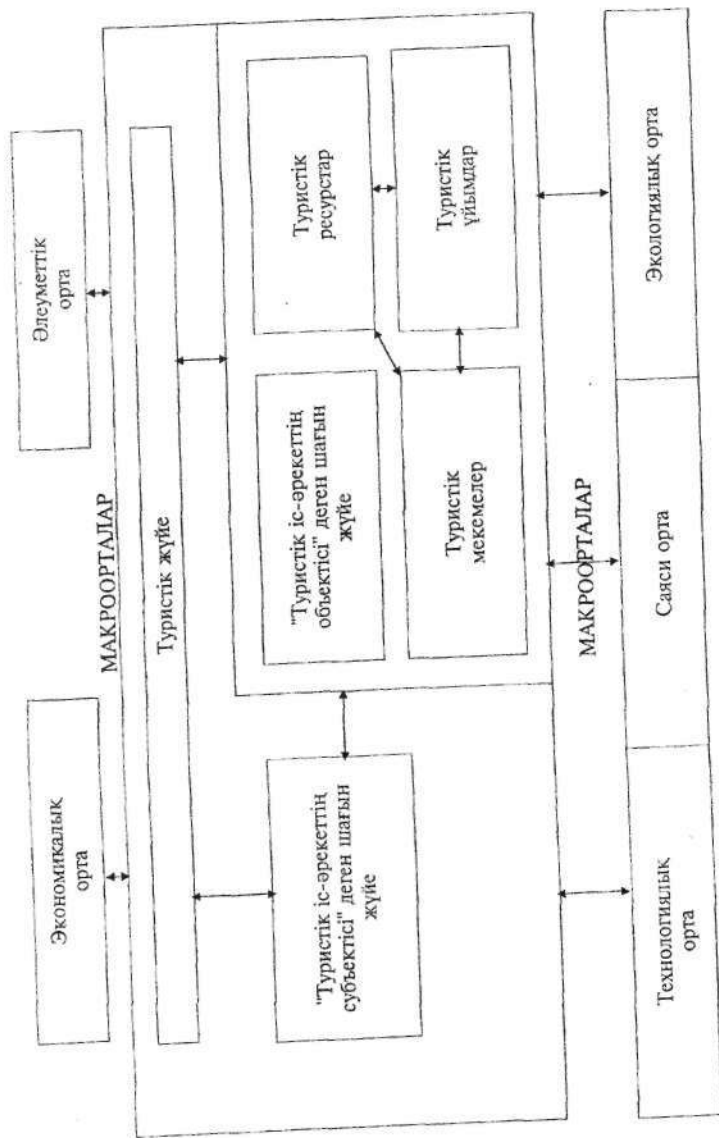 Экономикалық
орта
Әлеуметтік
орта
МАКРООРТАЛАР
Туристік жүйе
"Туристік іс-әрекеттің
субъектісі" деген шағын
жүйе
"Туристік іс-әрекеттің
объектісі" деген шағын
жүйе
Туристік
ресурстар
Туристік
мекемелер
Туристік
ұйымдар
МАКРООРТАЛАР
Технологиялық
орта
Саяси орта
Экологиялық орта